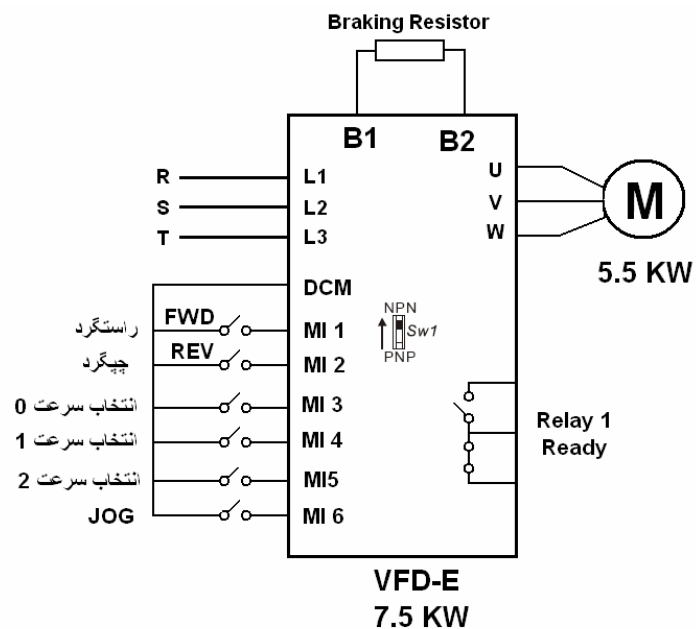 Braking Resistor
B1 B2
R L1
S L2
T L3
U
V
W
M
5.5 KW
DCM
راستگرد FWD MI 1
چپگرد REV MI 2
انتخاب سرعت 0 MI 3
انتخاب سرعت 1 MI 4
انتخاب سرعت 2 MI5
JOG MI 6
NPN
Sw1
PNP
Relay 1
Ready
VFD-E
7.5 KW